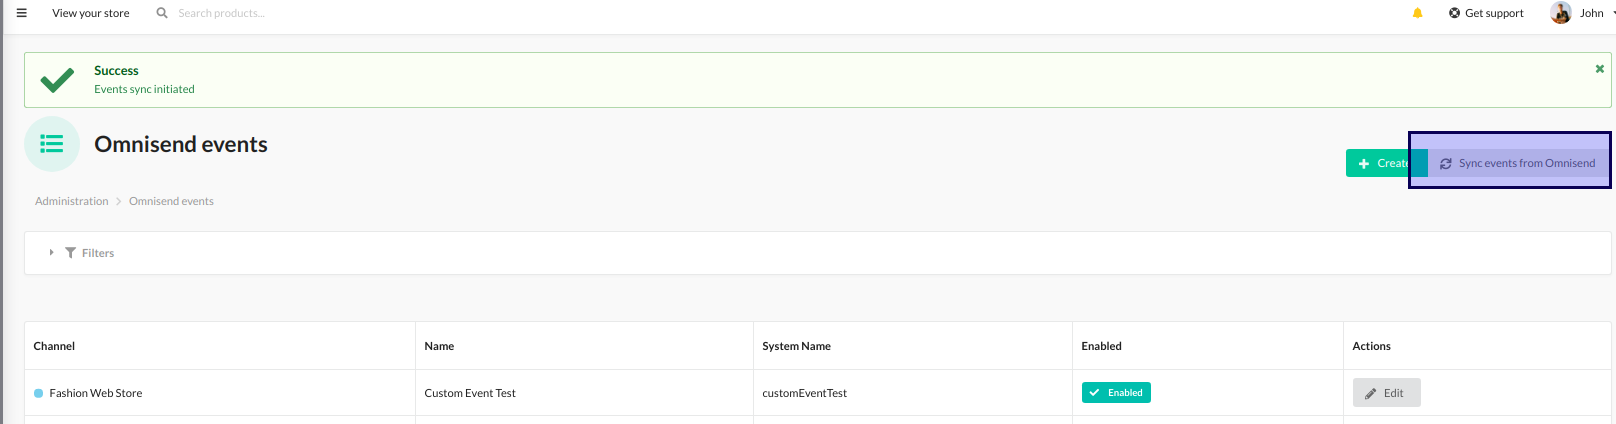 View your store
Search products...
Get support
John
Success
Events sync initiated
Omnisend events
Create
Sync events from Omnisend
Administration
Omnisend events
Filters
Channel
Name
System Name
Enabled
Actions
Fashion Web Store
Custom Event Test
customEventTest
Enabled
Edit